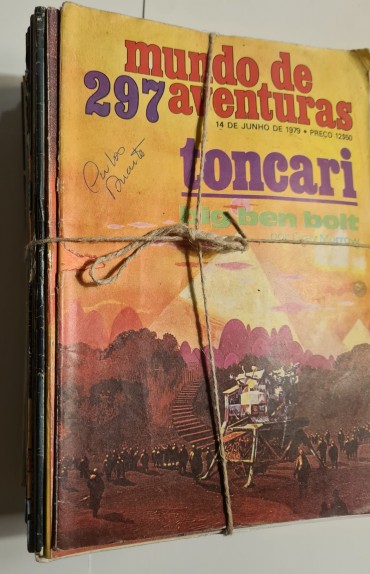 mundo de
297 aventuras
14 DE JUNHO DE 1979 • PREÇO 12$50
toncari
big ben bolt